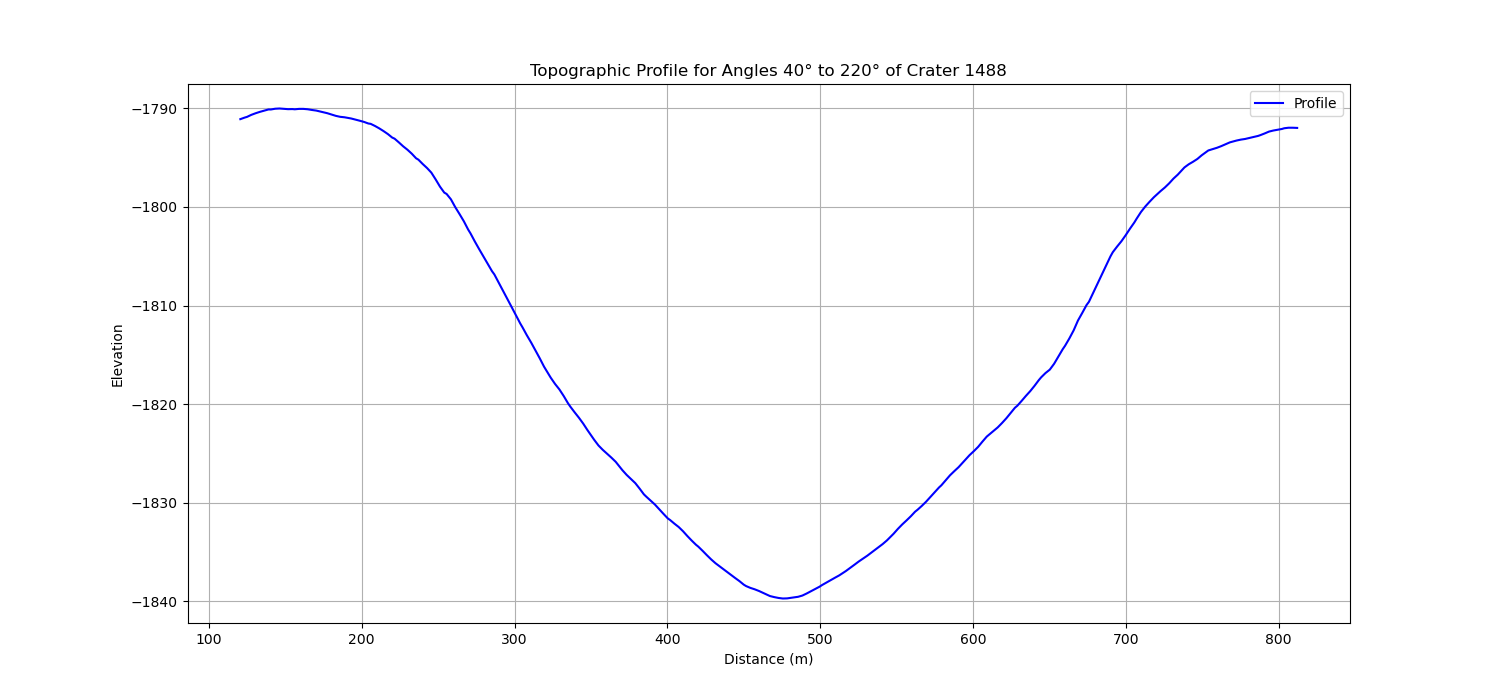 Topographic Profile for Angles 40° to 220° of Crater 1488
Profile
−1790
−1800
−1810
−1820
−1830
−1840
Elevation
100 200 300 400 500 600 700 800
Distance (m)